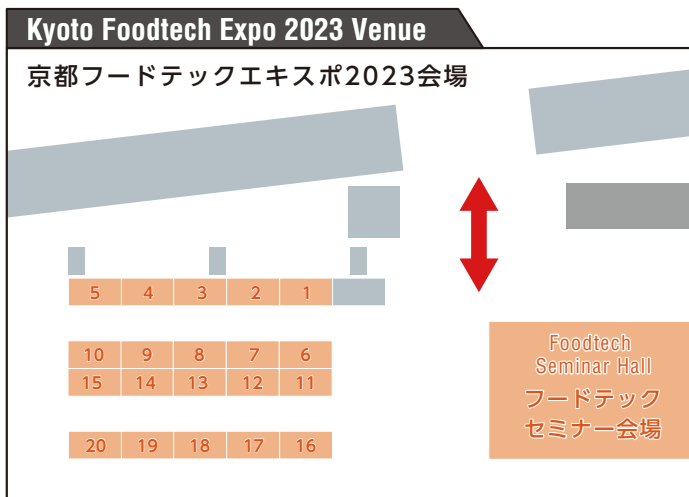 Kyoto Foodtech Expo 2023 Venue
京都フードテックエキスポ2023会場
5 4 3 2 1
10 9 8 7 6
15 14 13 12 11
20 19 18 17 16
Foodtech
Seminar Hall
フードテック
セミナー会場